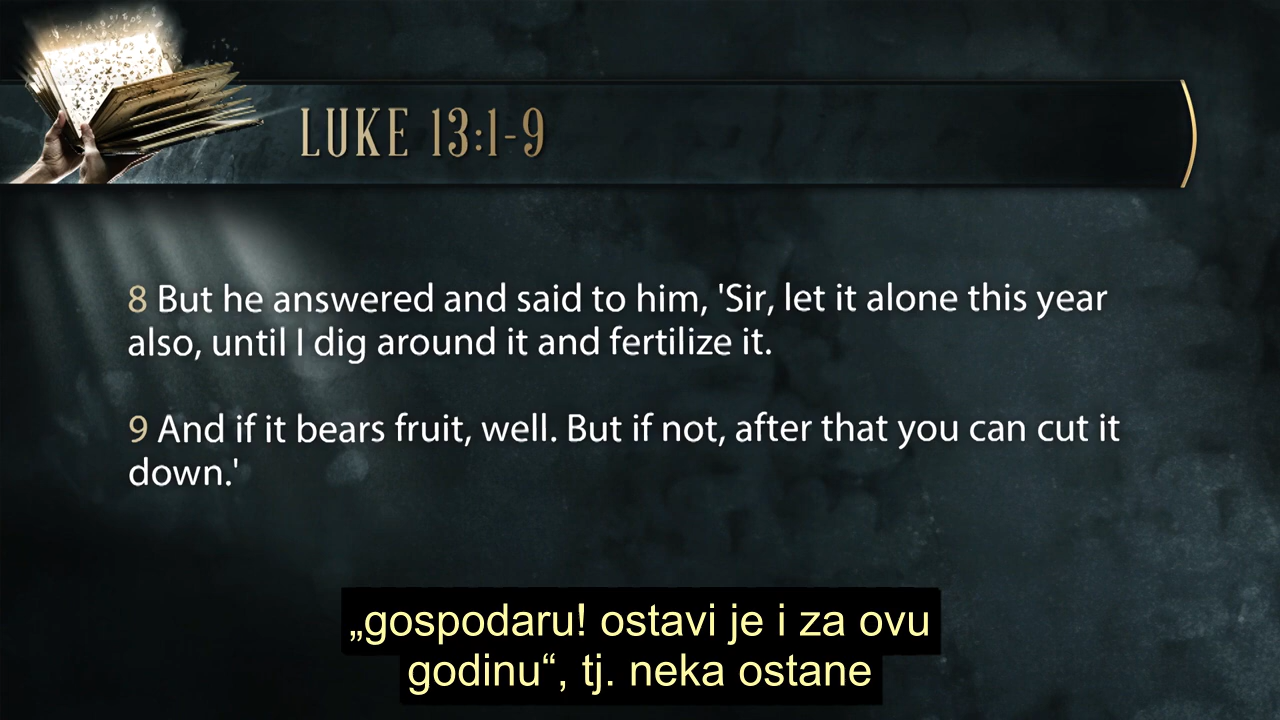 LUKE 13:1-9
8 But he answered and said to him, 'Sir, let it alone this year
also, until I dig around it and fertilize it.
9 And if it bears fruit, well. But if not, after that you can cut it
down.'
„gospodaru! ostavi je i za ovu
godinu“, tj. neka ostane